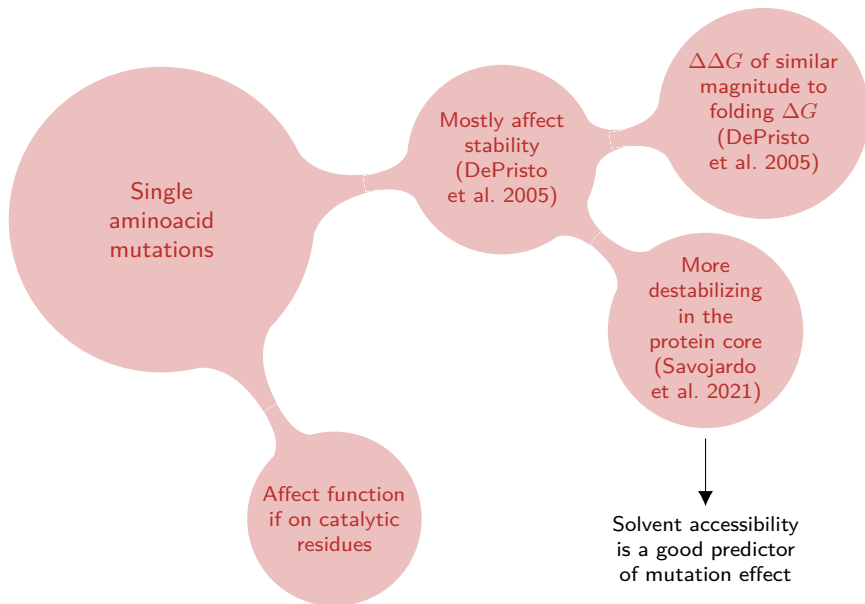 Single
aminoacid
mutations
Mostly affect
stability
(DePristo
et al. 2005)
ΔΔG of similar
magnitude to
folding ΔG
(DePristo
et al. 2005)
More
destabilizing
in the
protein core
(Savojardo
et al. 2021)
Solvent accessibility
is a good predictor
of mutation effect
Affect function
if on catalytic
residues